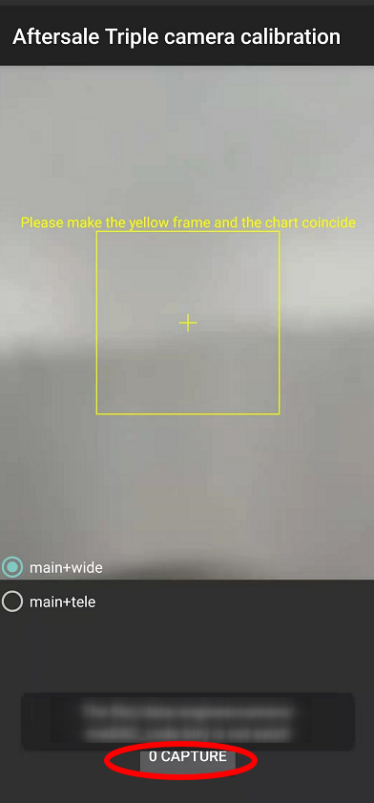 Aftersale Triple camera calibration
Please make the yellow frame and the chart coincide
main+wide
main+tele
0 CAPTURE